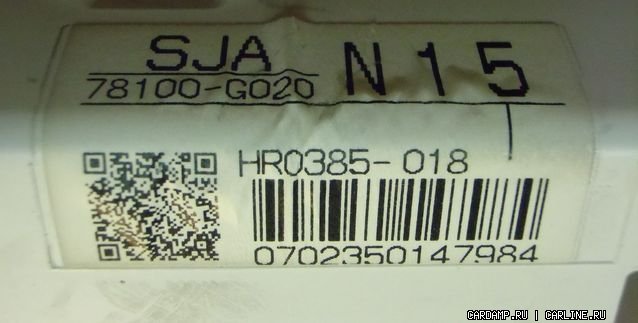 SJA N15
78100-G020
HR0385-018
0702350147984
CARDAMP.RU | CARLINE.RU